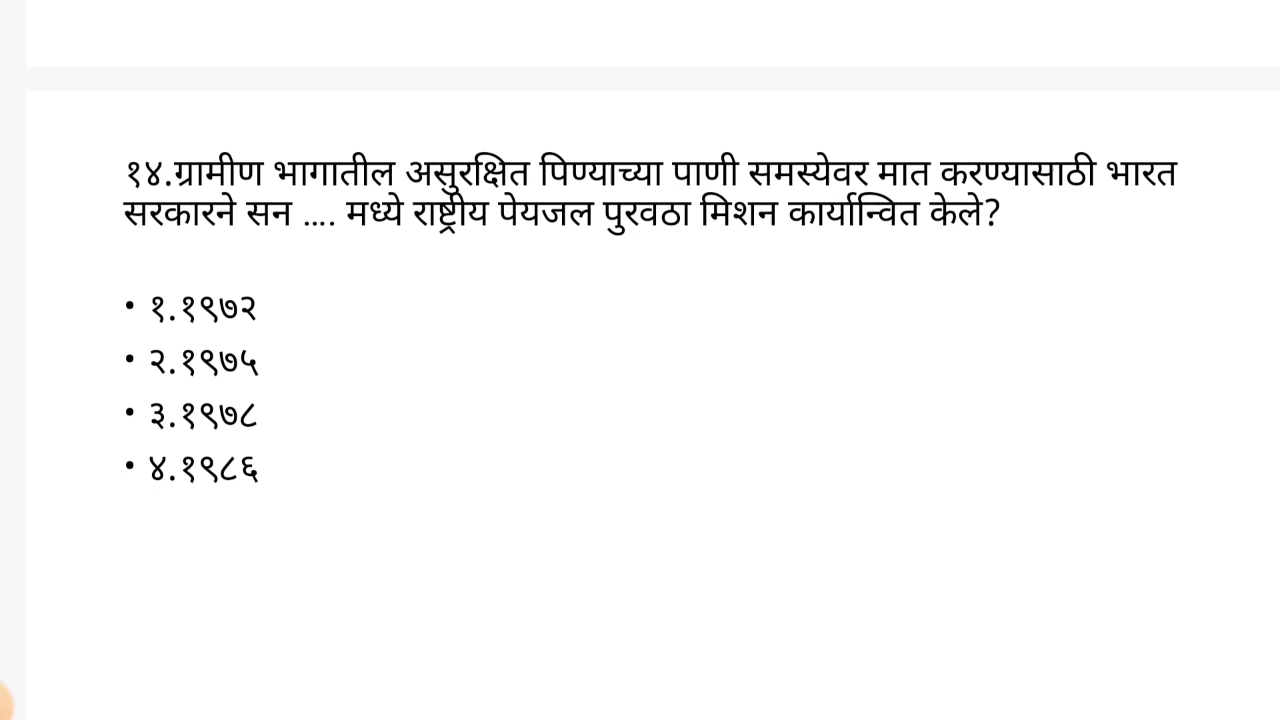 १४.ग्रामीण भागातील असुरक्षित पिण्याच्या पाणी समस्येवर मात करण्यासाठी भारत
सरकारने सन .... मध्ये राष्ट्रीय पेयजल पुरवठा मिशन कार्यान्वित केले?
• १.१९७२
• २.१९७५
• ३.१९७८
• ४.१९८६